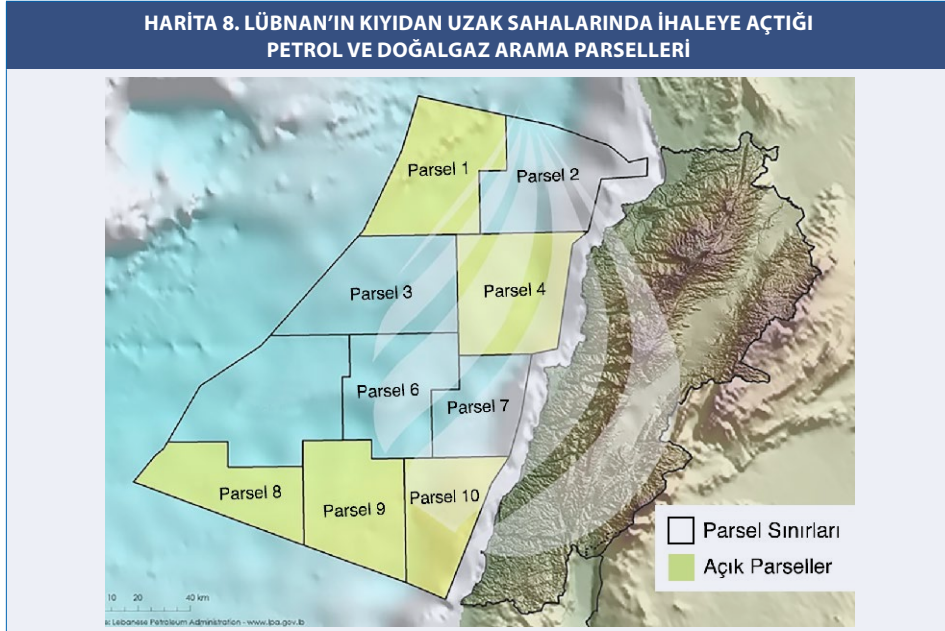 HARİTA 8. LÜBNAN’IN KIYIDAN UZAK SAHALARINDA İHALEYE AÇTIĞI
PETROL VE DOĞALGAZ ARAMA PARSELLERİ
Parsel 1
Parsel 2
Parsel 3
Parsel 4
Parsel 6
Parsel 7
Parsel 8
Parsel 9
Parsel 10
Parsel Sınırları
Açık Parseller
10 20 40 km
Lebanese Petroleum Administration - www.lpa.gov.lb